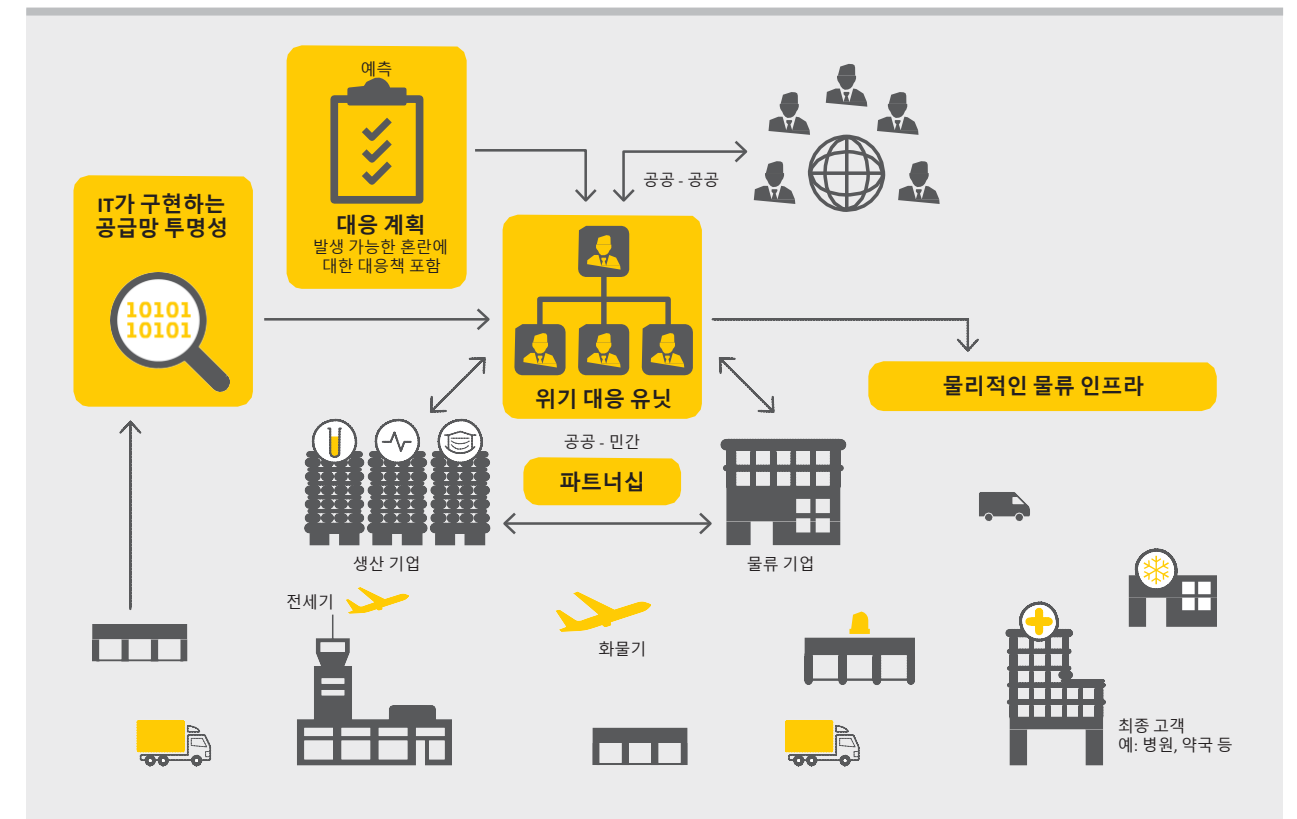 예측
대응 계획
발생 가능한 혼란에
대한 대응책 포함
공공 - 공공
IT가 구현하는
공급망 투명성
10101
10101
위기 대응 유닛
물리적인 물류 인프라
공공 - 민간
파트너십
생산 기업
물류 기업
전세기
화물기
최종 고객
예: 병원, 약국 등